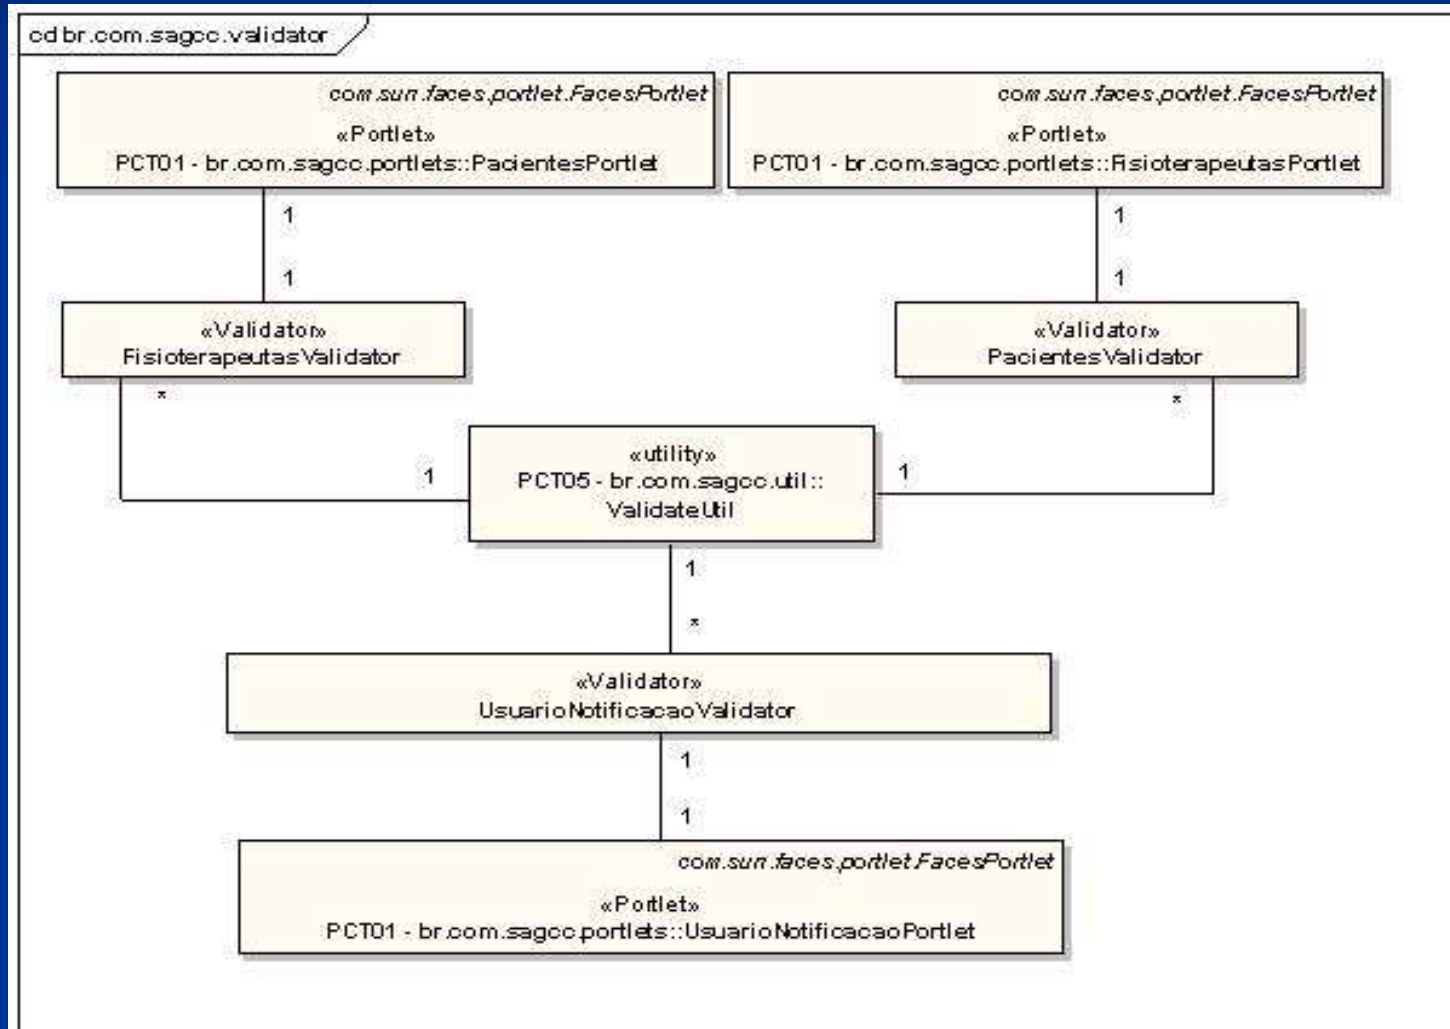 cd br.com.sagcc.validator
com.sun.faces.portlet.FacesPortlet
«Portlet»
PCT01 - br.com.sagcc.portlets::PacientesPortlet
com.sun.faces.portlet.FacesPortlet
«Portlet»
PCT01 - br.com.sagcc.portlets::FisioterapeutasPortlet
1
1
1
1
«Validator»
FisioterapeutasValidator
«Validator»
PacientesValidator
*
*
1
«utility»
PCT05 - br.com.sagcc.util::
ValidateUtil
1
1
*
«Validator»
UsuarioNotificacaoValidator
1
1
com.sun.faces.portlet.FacesPortlet
«Portlet»
PCT01 - br.com.sagcc.portlets::UsuarioNotificacaoPortlet